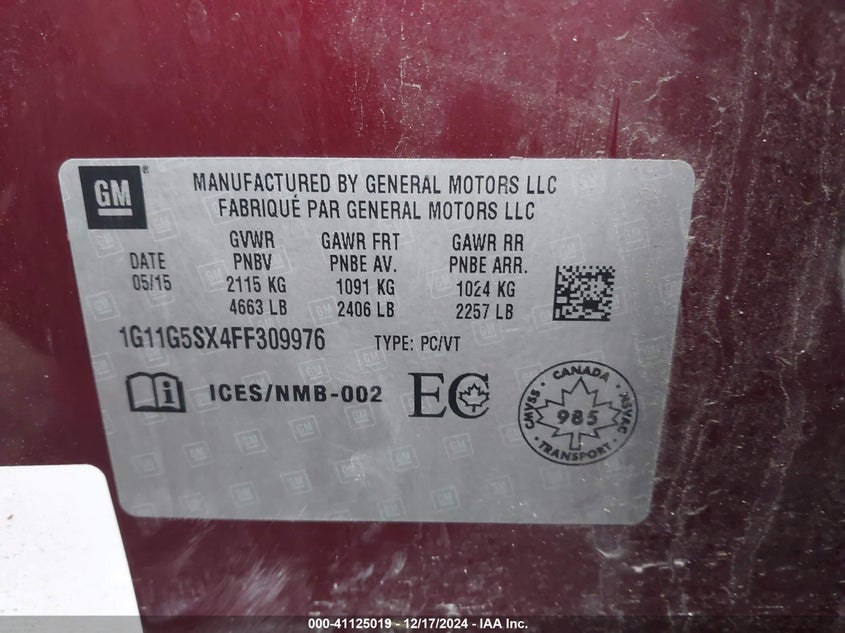 GM
MANUFACTURED BY GENERAL MOTORS LLC
FABRIQUÉ PAR GENERAL MOTORS LLC
DATE
05/15
GVWR
PNBV
2115 KG
4663 LB
GAWR FRT
PNBE AV.
1091 KG
2406 LB
GAWR RR
PNBE ARR.
1024 KG
2257 LB
1G11G5SX4FF309976
TYPE: PC/VT
i
ICES/NMB-002
EC
CANADA
CMVSS
NSVAC
985
TRANSPORT
000-41125019 - 12/17/2024 - IAA Inc.